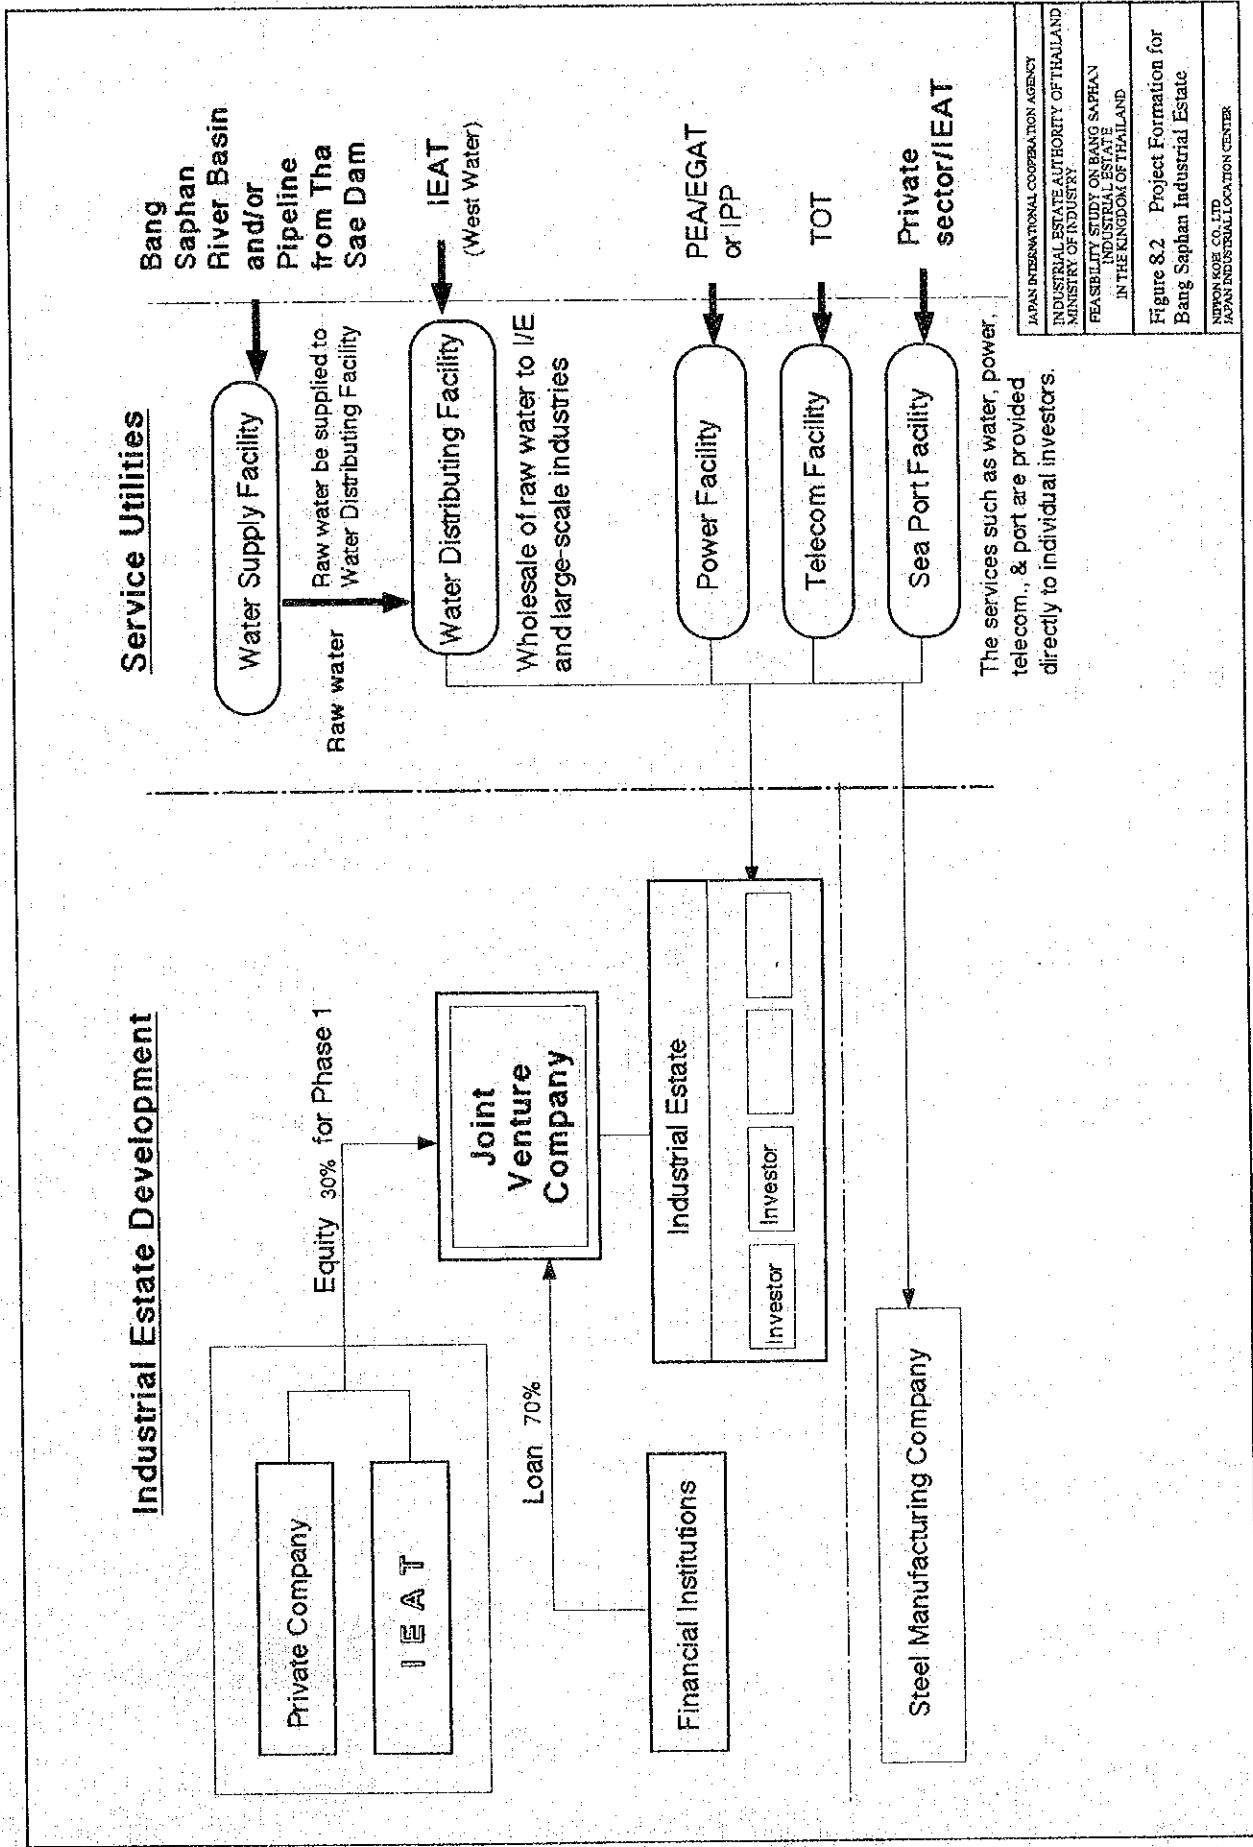 Industrial Estate Development
Private Company
I E A T
Equity 30% for Phase 1
Joint
Venture
Company
Loan 70%
Financial Institutions
Industrial Estate
Investor
Investor
Steel Manufacturing Company
Service Utilities
Water Supply Facility
Bang
Saphan
River Basin
and/or
Pipeline
from Tha
Sae Dam
Raw water
Raw water be supplied to
Water Distributing Facility
Water Distributing Facility
IEAT
(West Water)
Wholesale of raw water to I/E
and large-scale industries
Power Facility
PEA/EGAT
or IPP
Telecom Facility
TOT
Sea Port Facility
Private
sector/IEAT
The services such as water, power,
telecom., & port are provided
directly to individual investors.
JAPAN INTERNATIONAL COOPERATION AGENCY
INDUSTRIAL ESTATE AUTHORITY OF THAILAND
MINISTRY OF INDUSTRY
FEASIBILITY STUDY ON BANG SAPHAN
INDUSTRIAL ESTATE
IN THE KINGDOM OF THAILAND
Figure 8.2 Project Formation for
Bang Saphan Industrial Estate
NIPPON KOEI CO. LTD
JAPAN INDUSTRIAL LOCATION CENTER